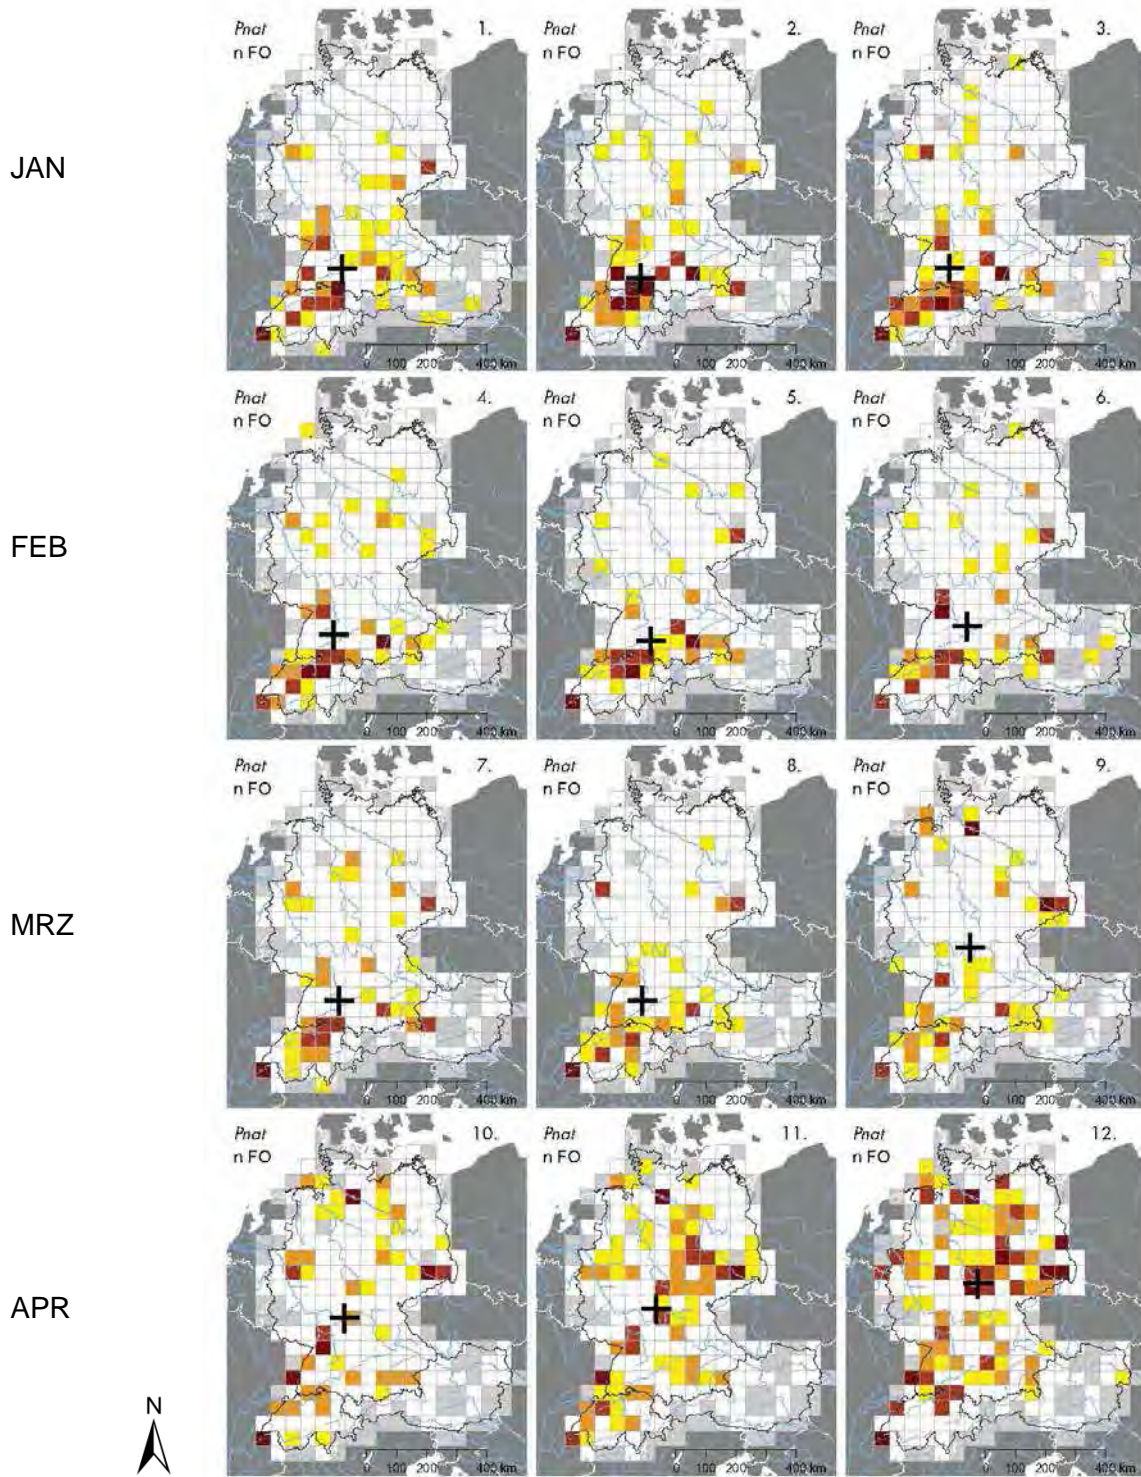 Pnat 1.
n FO
Pnat 2.
n FO
Pnat 3.
n FO
JAN
0 100 200 400 km
0 100 200 400 km
0 100 200 400 km
Pnat 4.
n FO
Pnat 5.
n FO
Pnat 6.
n FO
FEB
0 100 200 400 km
0 100 200 400 km
0 100 200 400 km
Pnat 7.
n FO
Pnat 8.
n FO
Pnat 9.
n FO
MRZ
0 100 200 400 km
0 100 200 400 km
0 100 200 400 km
Pnat 10.
n FO
Pnat 11.
n FO
Pnat 12.
n FO
APR
N
0 100 200 400 km
0 100 200 400 km
0 100 200 400 km